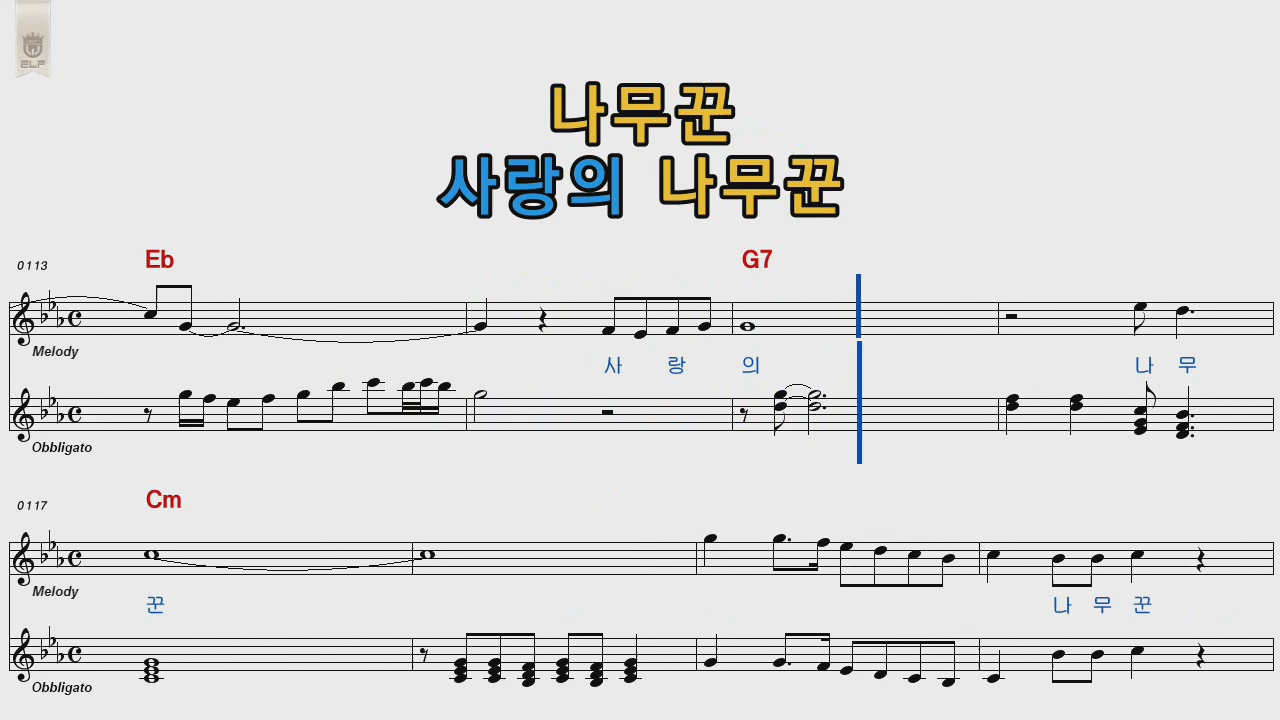 ELF
나무꾼
사랑의 나무꾼
0113
Eb
G7
Melody
사 랑 의 나 무
Obbligato
0117
Cm
Melody
꾼 나 무 꾼
Obbligato